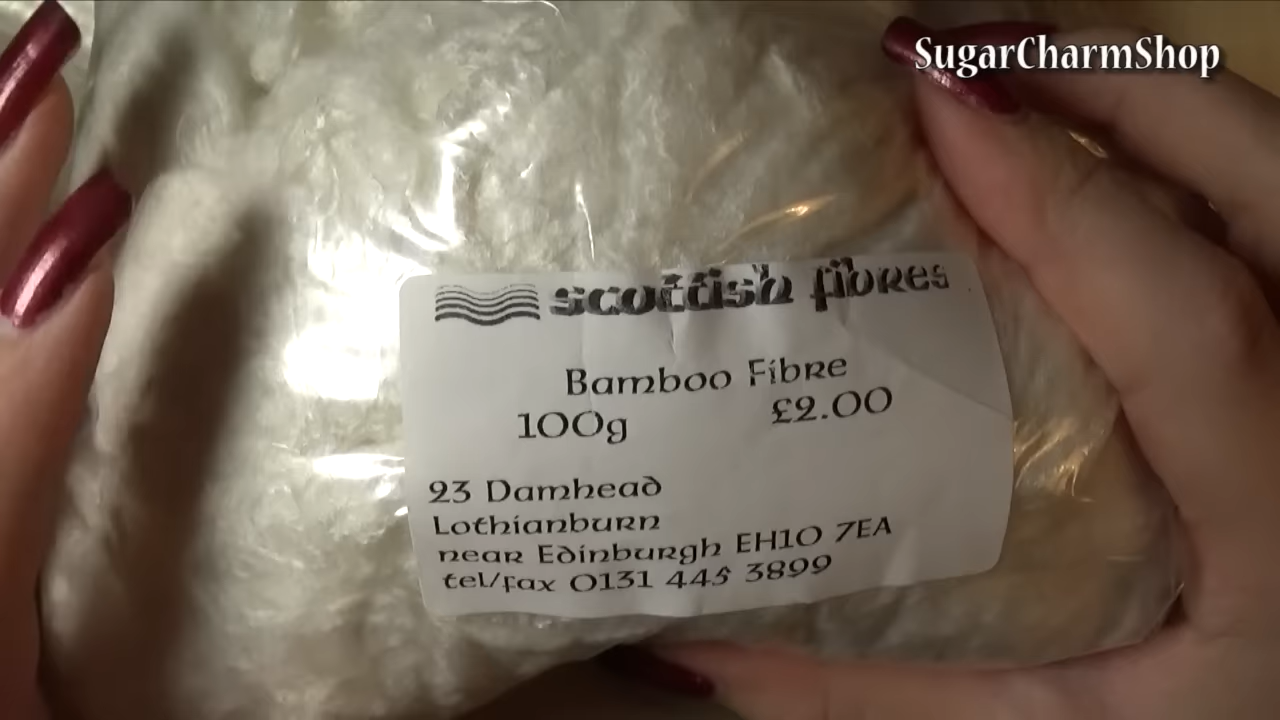 SugarCharmShop
scottish fibres
Bamboo Fibre
100g £2.00
23 Damhead
Lothianburn
near Edinburgh EH10 7EA
tel/fax 0131 445 3899